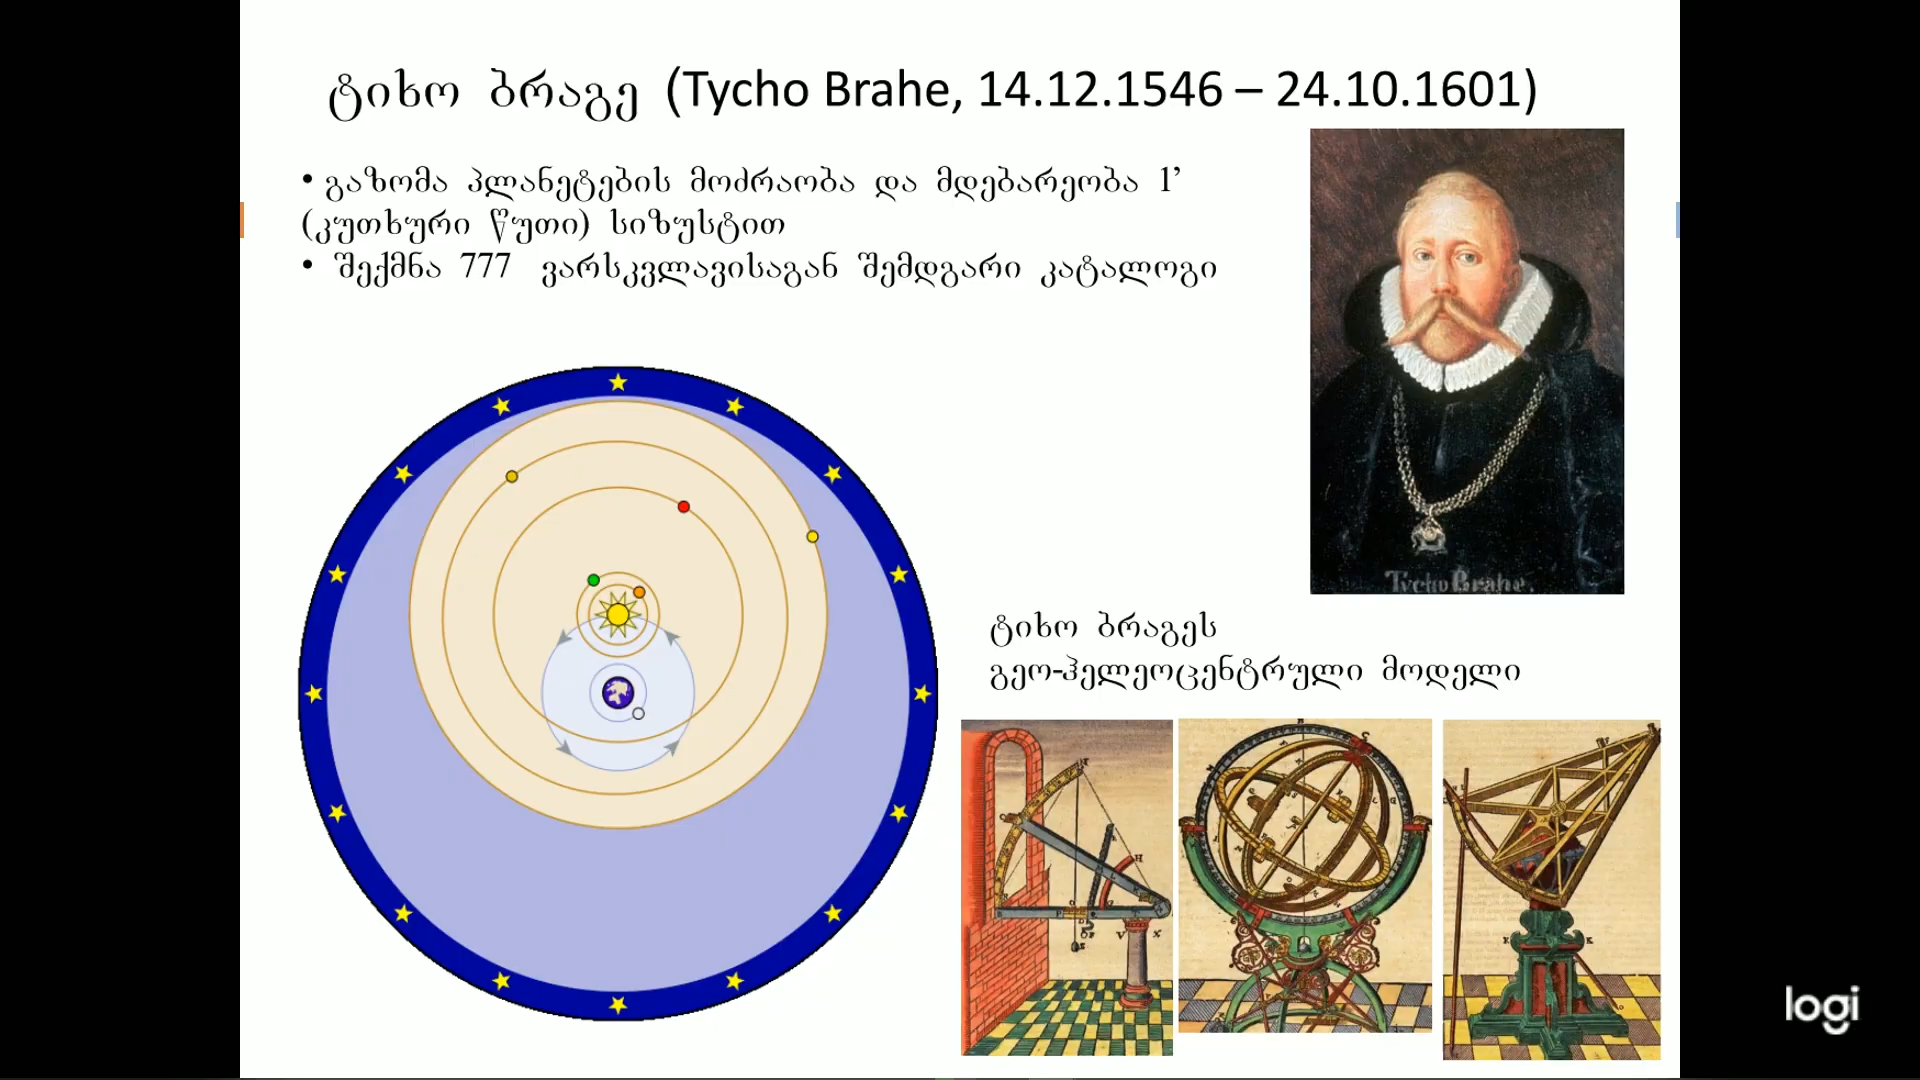 ტიხო ბრაგე (Tycho Brahe, 14.12.1546 – 24.10.1601)
• გაზომა პლანეტების მოძრაობა და მდებარეობა 1’
(კუთხური წუთი) სიზუსტით
• შექმნა 777 ვარსკვლავისაგან შემდგარი კატალოგი
Tycho Brahe.
ტიხო ბრაგეს
გეო-ჰელეოცენტრული მოდელი
logi